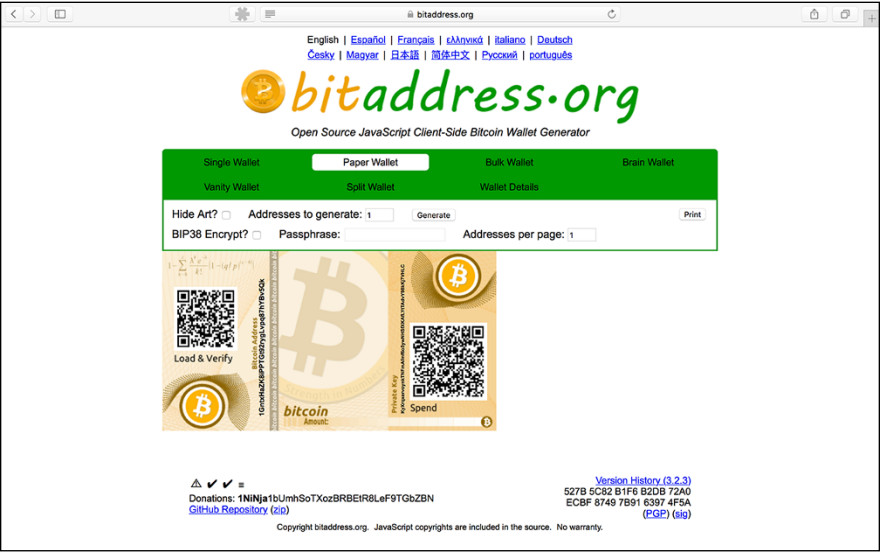 bitaddress.org
English | Español | Français | ελληνικά | italiano | Deutsch
Česky | Magyar | 日本語 | 简体中文 | Русский | português
bitaddress.org
Open Source JavaScript Client-Side Bitcoin Wallet Generator
Single Wallet Paper Wallet Bulk Wallet Brain Wallet
Vanity Wallet Split Wallet Wallet Details
Hide Art? Addresses to generate: 1 Generate Print
BIP38 Encrypt? Passphrase: Addresses per page: 1
Load & Verify
Bitcoin Address
Strength in Numbers
bitcoin
Amount:
Private Key
Spend
Donations: 1NiNja1bUmhSoTXozBRBEtR8LeF9TGbZBN
GitHub Repository (zip)
Version History (3.2.3)
527B 5C82 B1F6 B2DB 72A0
ECBF 8749 7B91 6397 4F5A
(PGP) (sig)
Copyright bitaddress.org. JavaScript copyrights are included in the source. No warranty.